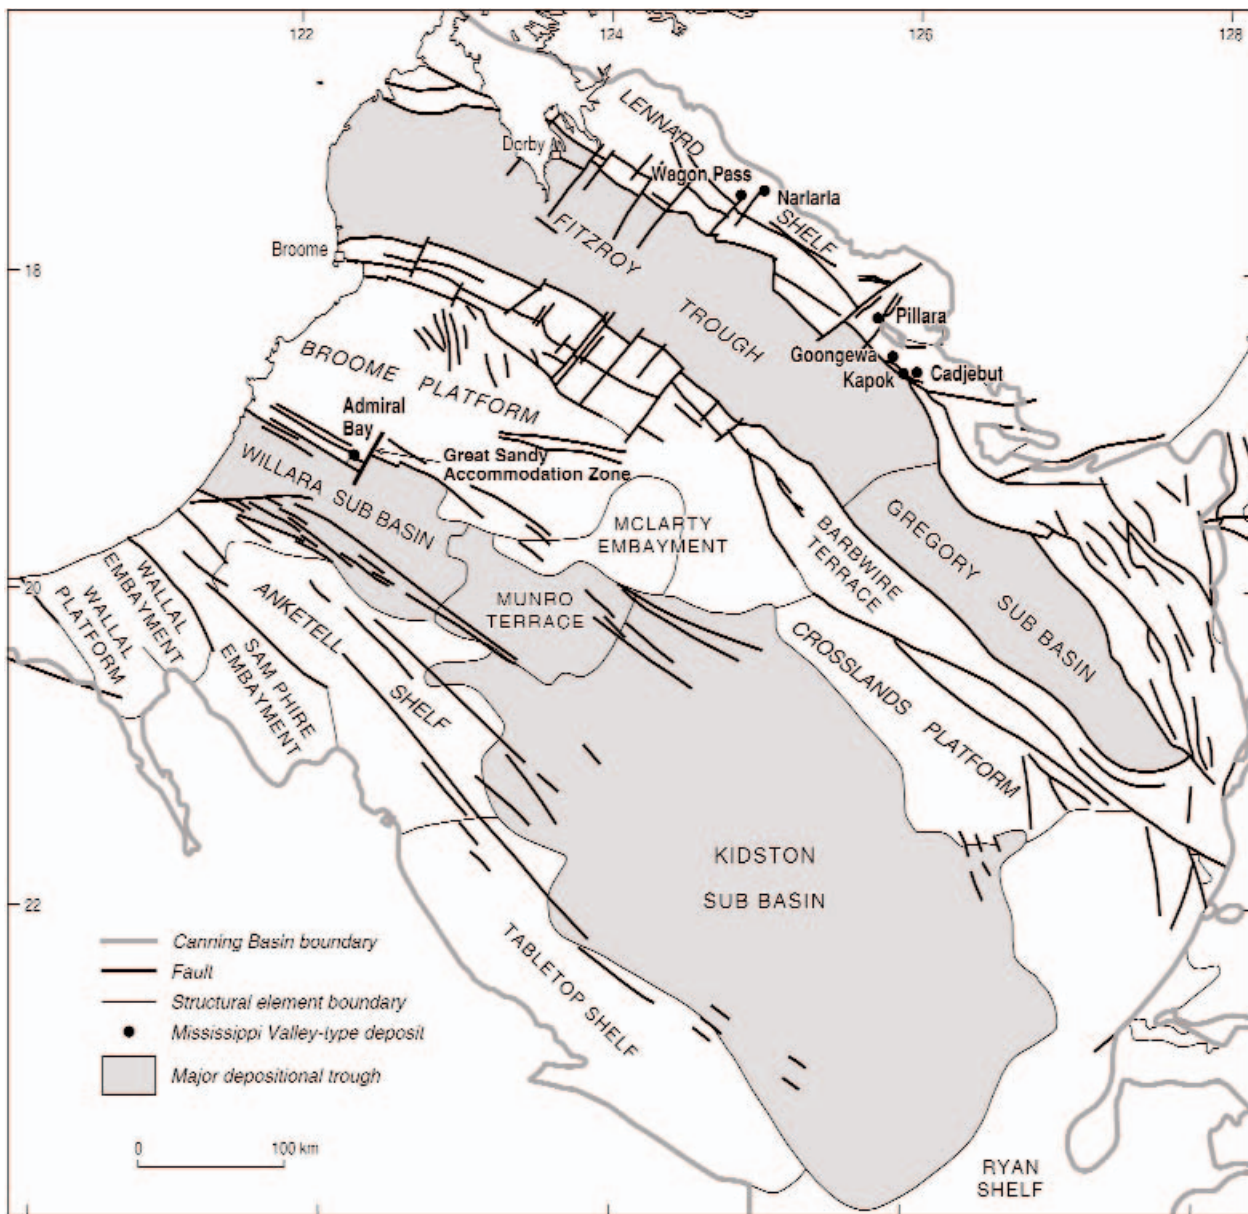 122
124
126
128
18
20
22
LENNARD
SHELF
Derby
Wagon Pass
Narlarla
FITZROY
TROUGH
Broome
Pillara
Goongewa
Kapok
Cadjebut
BROOME PLATFORM
Admiral
Bay
Great Sandy
Accommodation Zone
WILLARA SUB BASIN
MCLARTY
EMBAYMENT
BARBWIRE
TERRACE
GREGORY
SUB BASIN
MUNRO
TERRACE
WALLAL
EMBAYMENT
WALLAL
PLATFORM
ANKETELL
SHELF
SAMPHIRE
EMBAYMENT
CROSSLANDS
PLATFORM
KIDSTON
SUB BASIN
TABLETOP SHELF
RYAN
SHELF
Canning Basin boundary
Fault
Structural element boundary
Mississippi Valley-type deposit
Major depositional trough
0
100 km